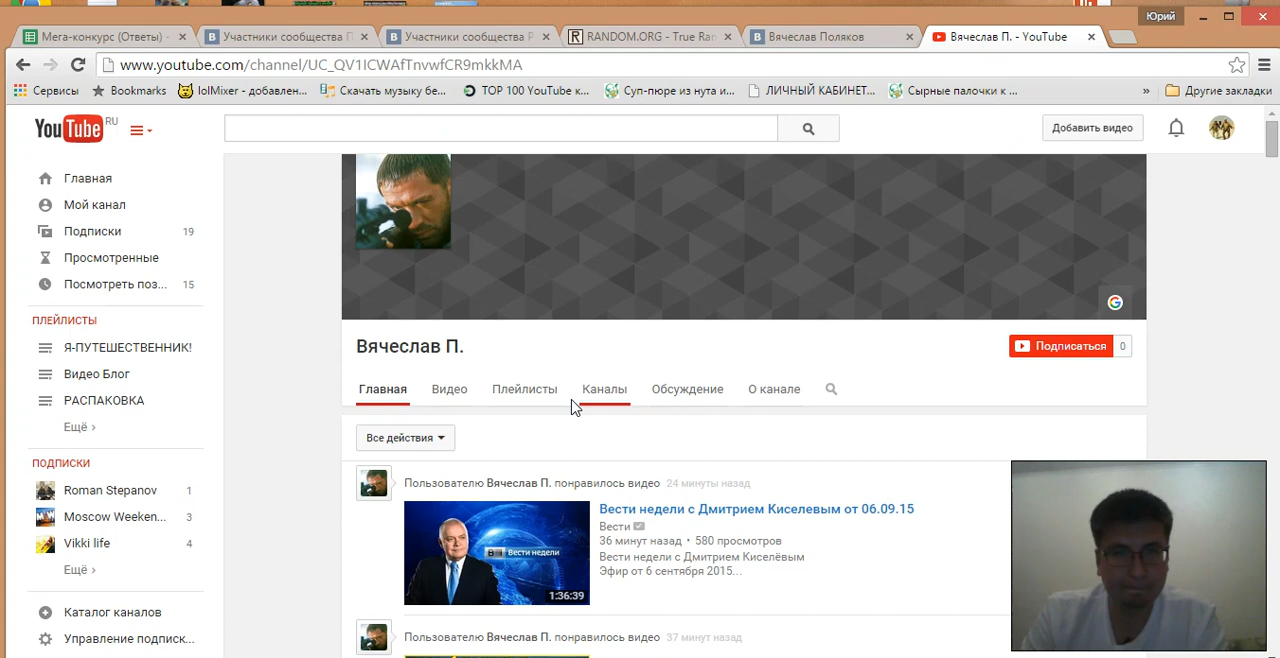 Юрий
Мега-конкурс (Ответы) -
Участники сообщества П
Участники сообщества Р
RANDOM.ORG - True Ran
Вячеслав Поляков
Вячеслав П. - YouTube
www.youtube.com/channel/UC_QV1ICWAfTnvwfCR9mkkMA
Сервисы
Bookmarks
lolMixer - добавлен...
Скачать музыку бе...
TOP 100 YouTube к...
Суп-пюре из нута и...
ЛИЧНЫЙ КАБИНЕТ...
Сырные палочки к ...
»
Другие закладки
YouTube RU
Добавить видео
Главная
Мой канал
Подписки 19
Просмотренные
Посмотреть поз... 15
ПЛЕЙЛИСТЫ
Я-ПУТЕШЕСТВЕННИК!
Видео Блог
РАСПАКОВКА
Ещё ›
ПОДПИСКИ
Roman Stepanov 1
Moscow Weeken... 3
Vikki life 4
Ещё ›
Каталог каналов
Управление подписк...
Вячеслав П.
Подписаться 0
Главная
Видео
Плейлисты
Каналы
Обсуждение
О канале
Все действия
Пользователю Вячеслав П. понравилось видео 24 минуты назад
Вести недели
1:36:39
Вести недели с Дмитрием Киселевым от 06.09.15
Вести
36 минут назад • 580 просмотров
Вести недели с Дмитрием Киселёвым
Эфир от 6 сентября 2015...
Пользователю Вячеслав П. понравилось видео 37 минут назад